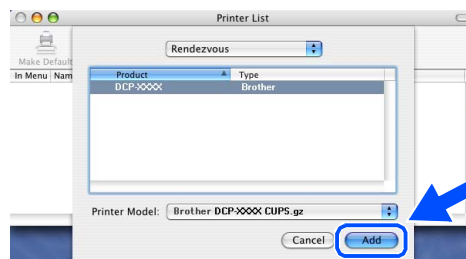 Printer List
Rendezvous
Make Default
In Menu Nam
Product Type
DCP-XXXX Brother
Printer Model: Brother DCP-XXXX CUPS.gz
Cancel Add